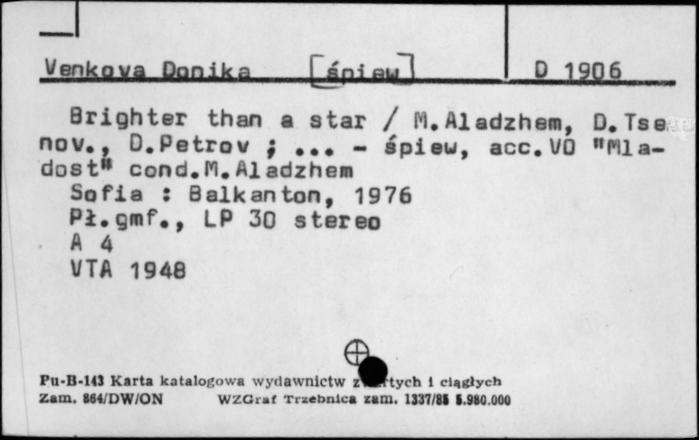 Venkova Donika [śpiew] D 1906
Brighter than a star / M.Aladzhem, D.Tse
nov., D.Petrov ; ... - śpiew, acc.VO "Mla-
dost" cond.M.Aladzhem
Sofia : Balkanton, 1976
Pł.gmf., LP 30 stereo
A 4
VTA 1948
Pu-B-143 Karta katalogowa wydawnictw i ciągłych
Zam. 864/DW/ON WZGraf Trzebnica zam. 1337/85 5.980.000